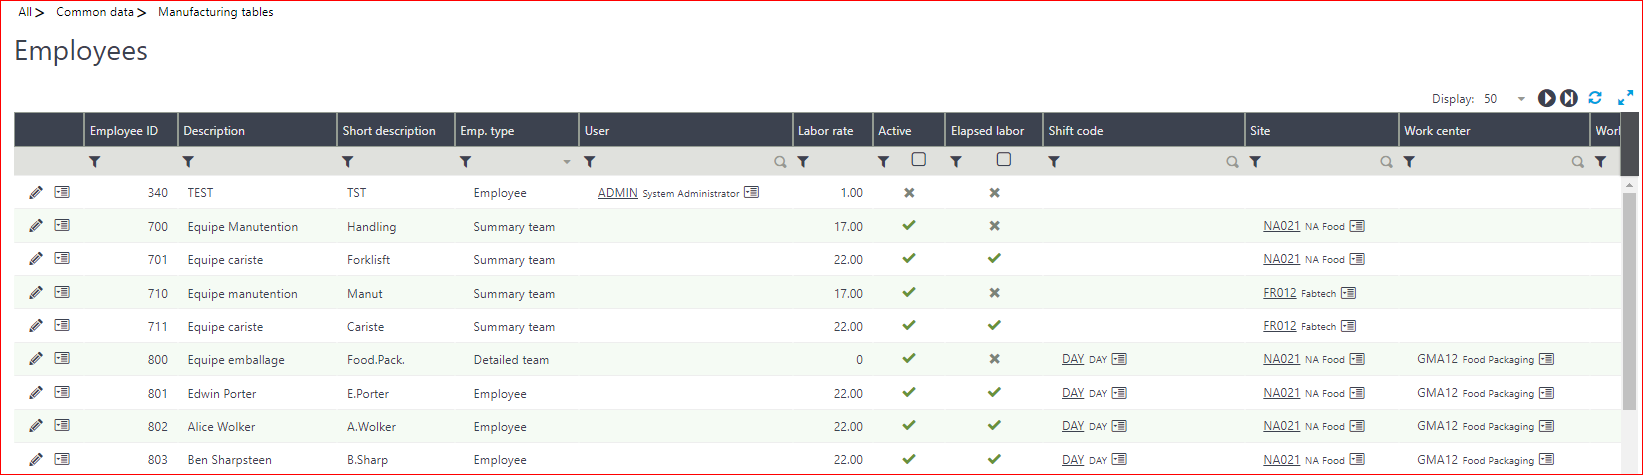 All > Common data > Manufacturing tables
Employees
Display: 50
Employee ID Description Short description Emp. type User Labor rate Active Elapsed labor Shift code Site Work center Worl
340 TEST TST Employee ADMIN System Administrator 1.00
700 Equipe Manutention Handling Summary team 17.00 NA021 NA Food
701 Equipe cariste Forklisft Summary team 22.00 NA021 NA Food
710 Equipe manutention Manut Summary team 17.00 FR012 Fabtech
711 Equipe cariste Cariste Summary team 22.00 FR012 Fabtech
800 Equipe emballage Food.Pack. Detailed team 0 DAY DAY NA021 NA Food GMA12 Food Packaging
801 Edwin Porter E.Porter Employee 22.00 DAY DAY NA021 NA Food GMA12 Food Packaging
802 Alice Wolker A.Wolker Employee 22.00 DAY DAY NA021 NA Food GMA12 Food Packaging
803 Ben Sharpsteen B.Sharp Employee 22.00 DAY DAY NA021 NA Food GMA12 Food Packaging